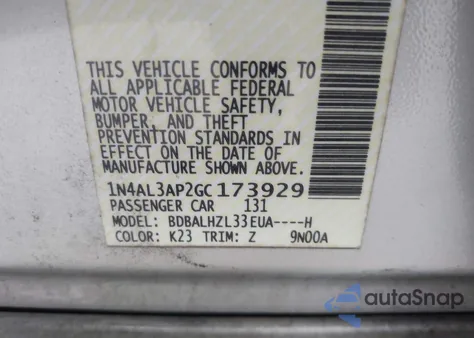 THIS VEHICLE CONFORMS TO
ALL APPLICABLE FEDERAL
MOTOR VEHICLE SAFETY,
BUMPER, AND THEFT
PREVENTION STANDARDS IN
EFFECT ON THE DATE OF
MANUFACTURE SHOWN ABOVE.
1N4AL3AP2GC173929
PASSENGER CAR 131
MODEL: BDBALHZL33EUA----H
COLOR: K23 TRIM: Z 9N00A
autoSnap